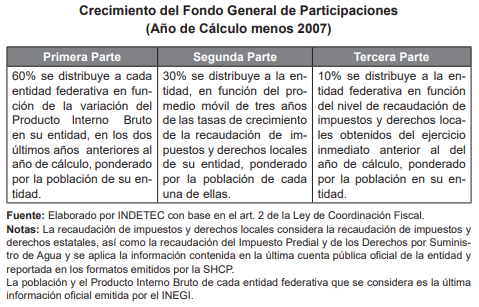 Crecimiento del Fondo General de Participaciones
(Año de Cálculo menos 2007)
Primera Parte
60% se distribuye a cada
entidad federativa en fun-
ción de la variación del
Producto Interno Bruto
en su entidad, en los dos
últimos años anteriores al
año de cálculo, ponderado
por la población de su en-
tidad.
Segunda Parte
30% se distribuye a la en-
tidad, en función del pro-
medio móvil de tres años
de las tasas de crecimiento
de la recaudación de im-
puestos y derechos locales
de su entidad, ponderado
por la población de cada
una de ellas.
Tercera Parte
10% se distribuye a la en-
tidad federativa en función
del nivel de recaudación de
impuestos y derechos loca-
les obtenidos del ejercicio
inmediato anterior al del
año de cálculo, ponderado
por la población en su en-
tidad.
Fuente: Elaborado por INDETEC con base en el art. 2 de la Ley de Coordinación Fiscal.
Notas: La recaudación de impuestos y derechos locales considera la recaudación de impuestos y
derechos estatales, así como la recaudación del Impuesto Predial y de los Derechos por Suminis-
tro de Agua y se aplica la información contenida en la última cuenta pública oficial de la entidad y
reportada en los formatos emitidos por la SHCP.
La población y el Producto Interno Bruto de cada entidad federativa que se considera es la última
información oficial emitida por el INEGI.